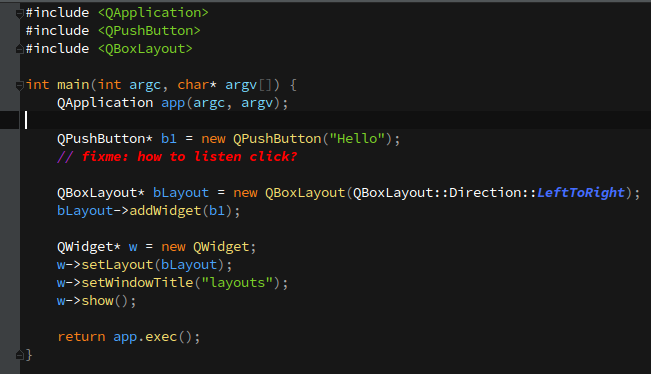 #include <QApplication>
#include <QPushButton>
#include <QBoxLayout>
int main(int argc, char* argv[]) {
QApplication app(argc, argv);
QPushButton* b1 = new QPushButton("Hello");
// fixme: how to listen click?
QBoxLayout* bLayout = new QBoxLayout(QBoxLayout::Direction::LeftToRight);
bLayout->addWidget(b1);
QWidget* w = new QWidget;
w->setLayout(bLayout);
w->setWindowTitle("layouts");
w->show();
return app.exec();
}